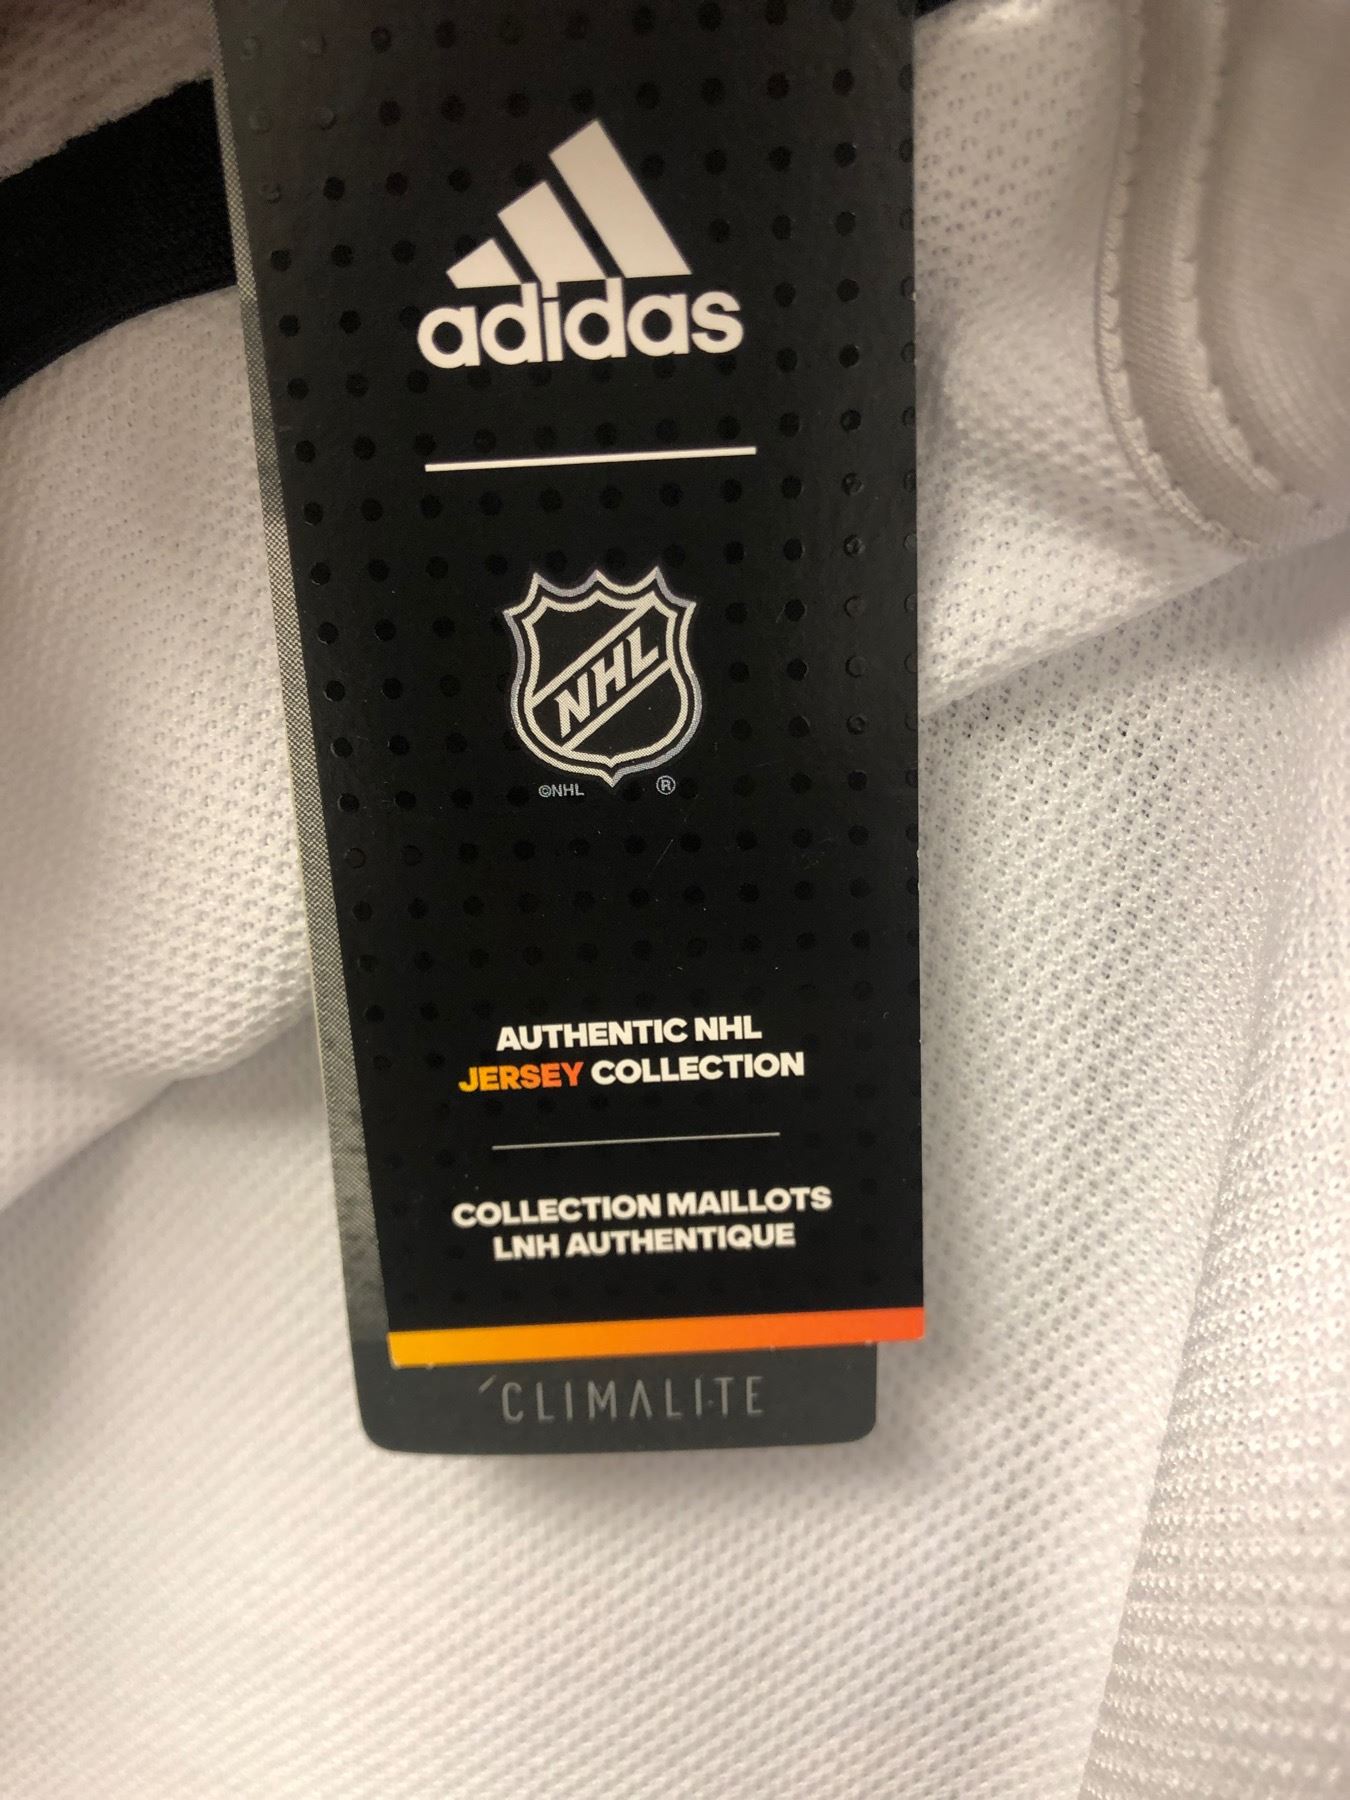 adidas
NHL
©NHL ®
AUTHENTIC NHL
JERSEY COLLECTION
COLLECTION MAILLOTS
LNH AUTHENTIQUE
CLIMALITE